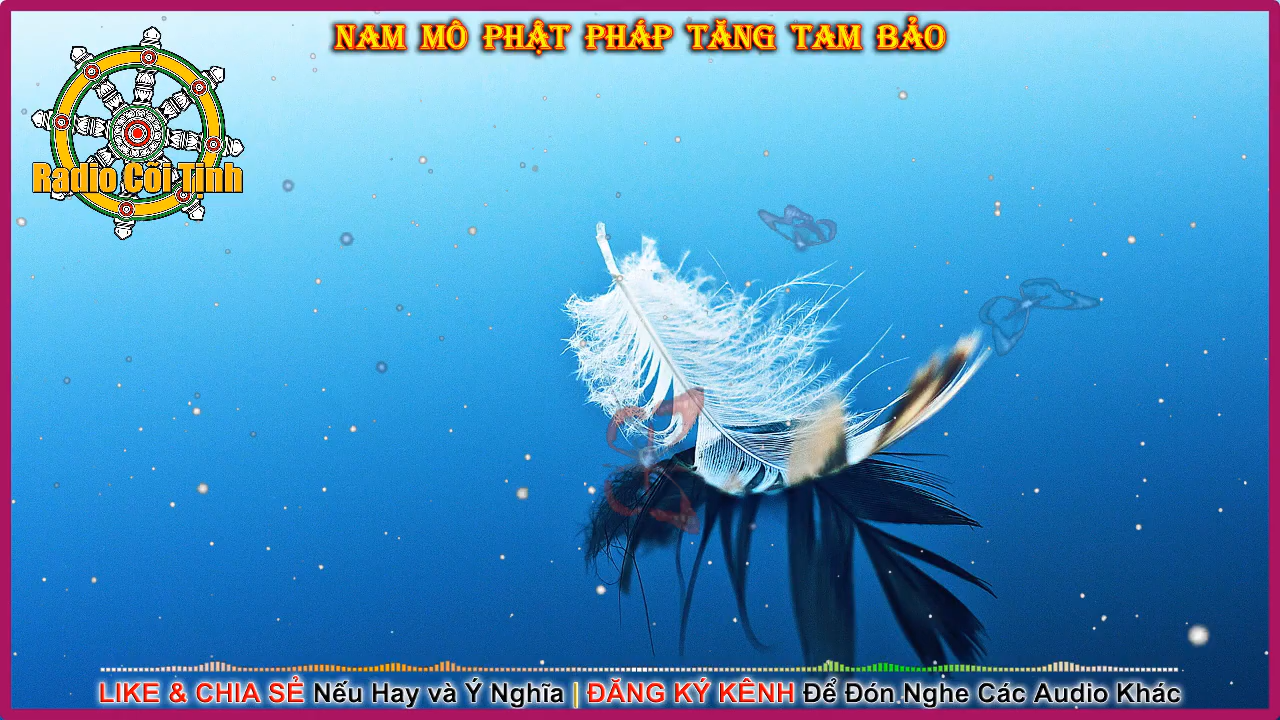 NAM MÔ PHẬT PHÁP TĂNG TAM BẢO
Radio Cõi Tịnh
LIKE & CHIA SẺ Nếu Hay và Ý Nghĩa | ĐĂNG KÝ KÊNH Để Đón Nghe Các Audio Khác